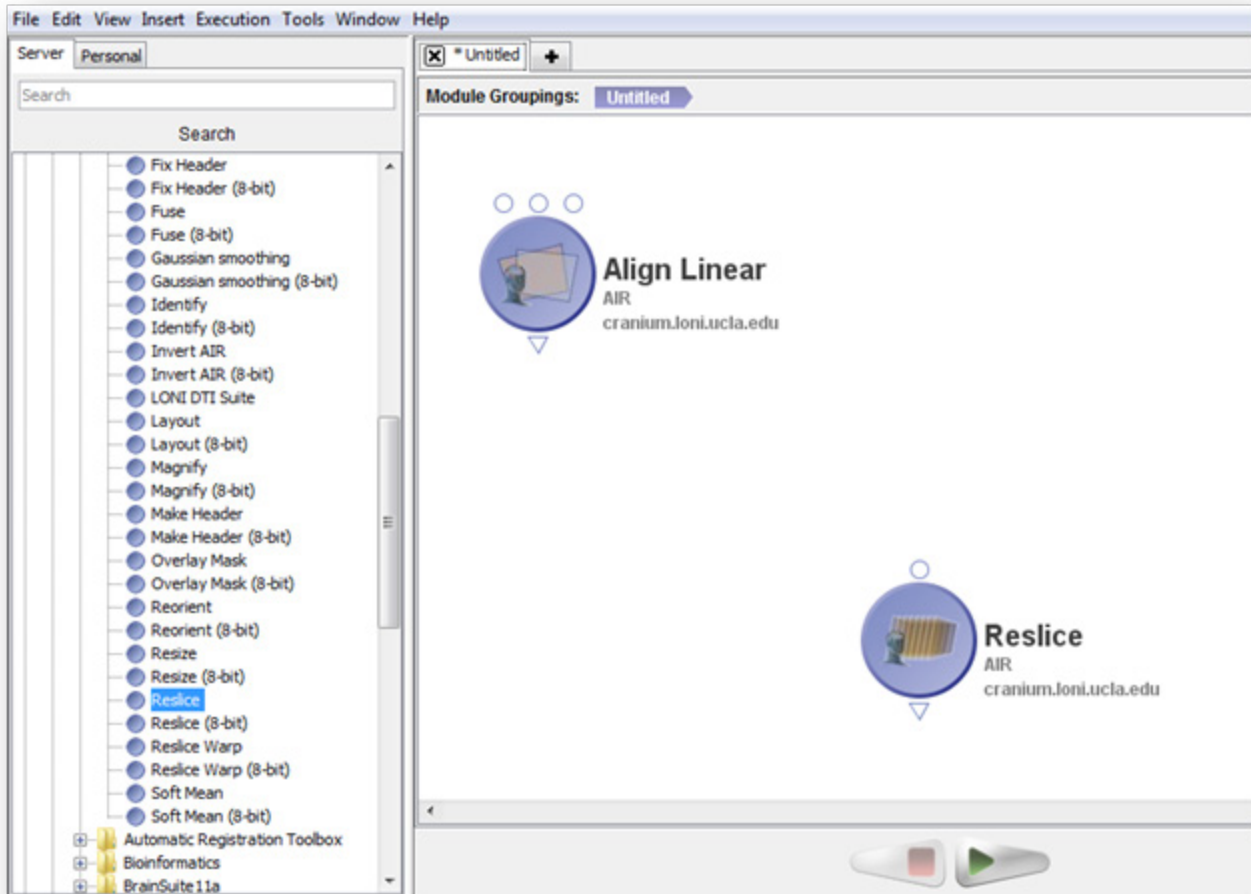 File Edit View Insert Execution Tools Window Help
Server Personal
Search
Search
Fix Header
Fix Header (8-bit)
Fuse
Fuse (8-bit)
Gaussian smoothing
Gaussian smoothing (8-bit)
Identify
Identify (8-bit)
Invert AIR
Invert AIR (8-bit)
LONI DTI Suite
Layout
Layout (8-bit)
Magnify
Magnify (8-bit)
Make Header
Make Header (8-bit)
Overlay Mask
Overlay Mask (8-bit)
Reorient
Reorient (8-bit)
Resize
Resize (8-bit)
Reslice
Reslice (8-bit)
Reslice Warp
Reslice Warp (8-bit)
Soft Mean
Soft Mean (8-bit)
Automatic Registration Toolbox
Bioinformatics
BrainSuite11a
* Untitled
Module Groupings: Untitled
Align Linear
AIR
cranium.loni.ucla.edu
Reslice
AIR
cranium.loni.ucla.edu